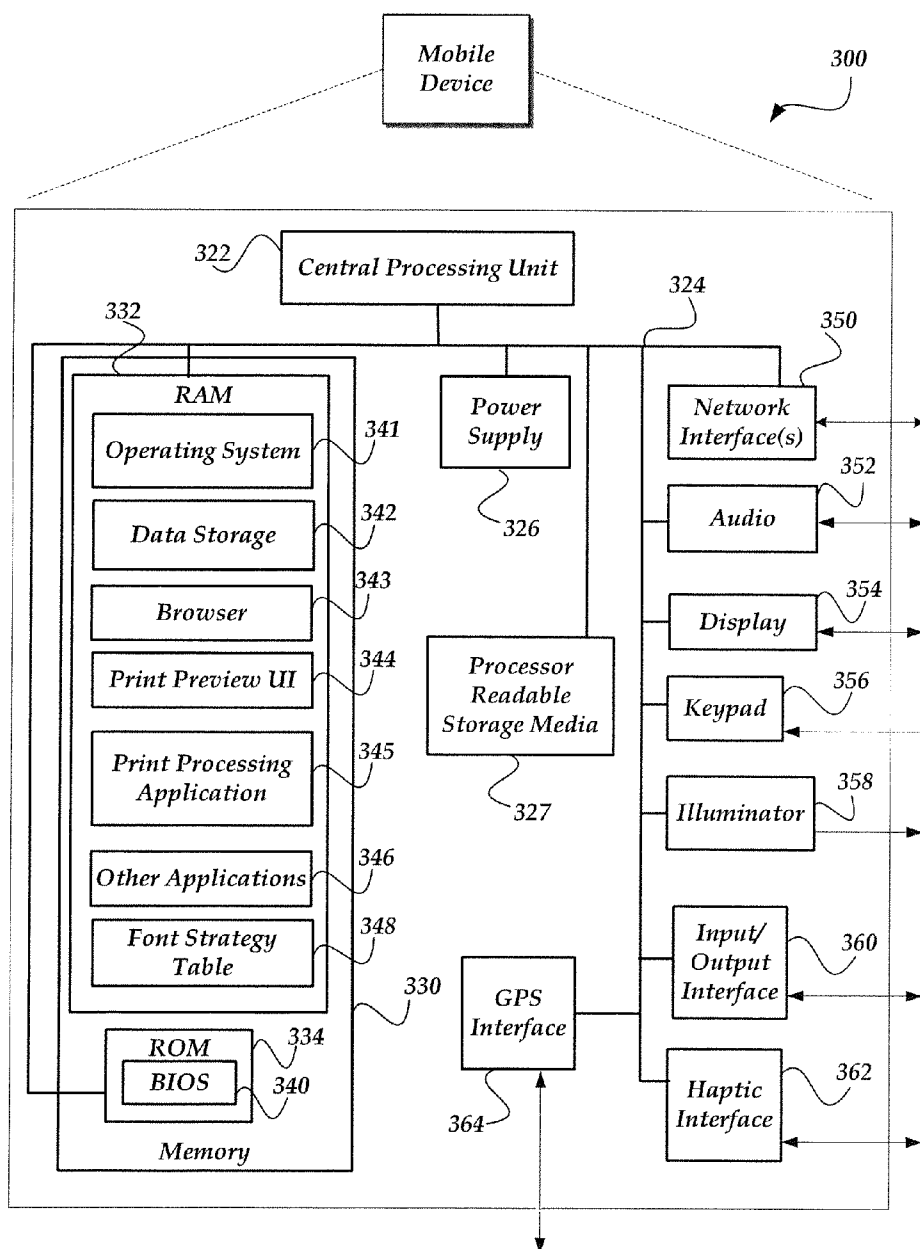 Mobile
Device
300
322
Central Processing Unit
332
324
350
RAM
Operating System
341
Data Storage
342
Browser
343
Print Preview UI
344
Print Processing
Application
345
Other Applications
346
Font Strategy
Table
348
330
ROM
334
BIOS
340
Memory
Power
Supply
326
Processor
Readable
Storage Media
327
GPS
Interface
364
Network
Interface(s)
352
Audio
354
Display
356
Keypad
358
Illuminator
Input/
Output
Interface
360
Haptic
Interface
362